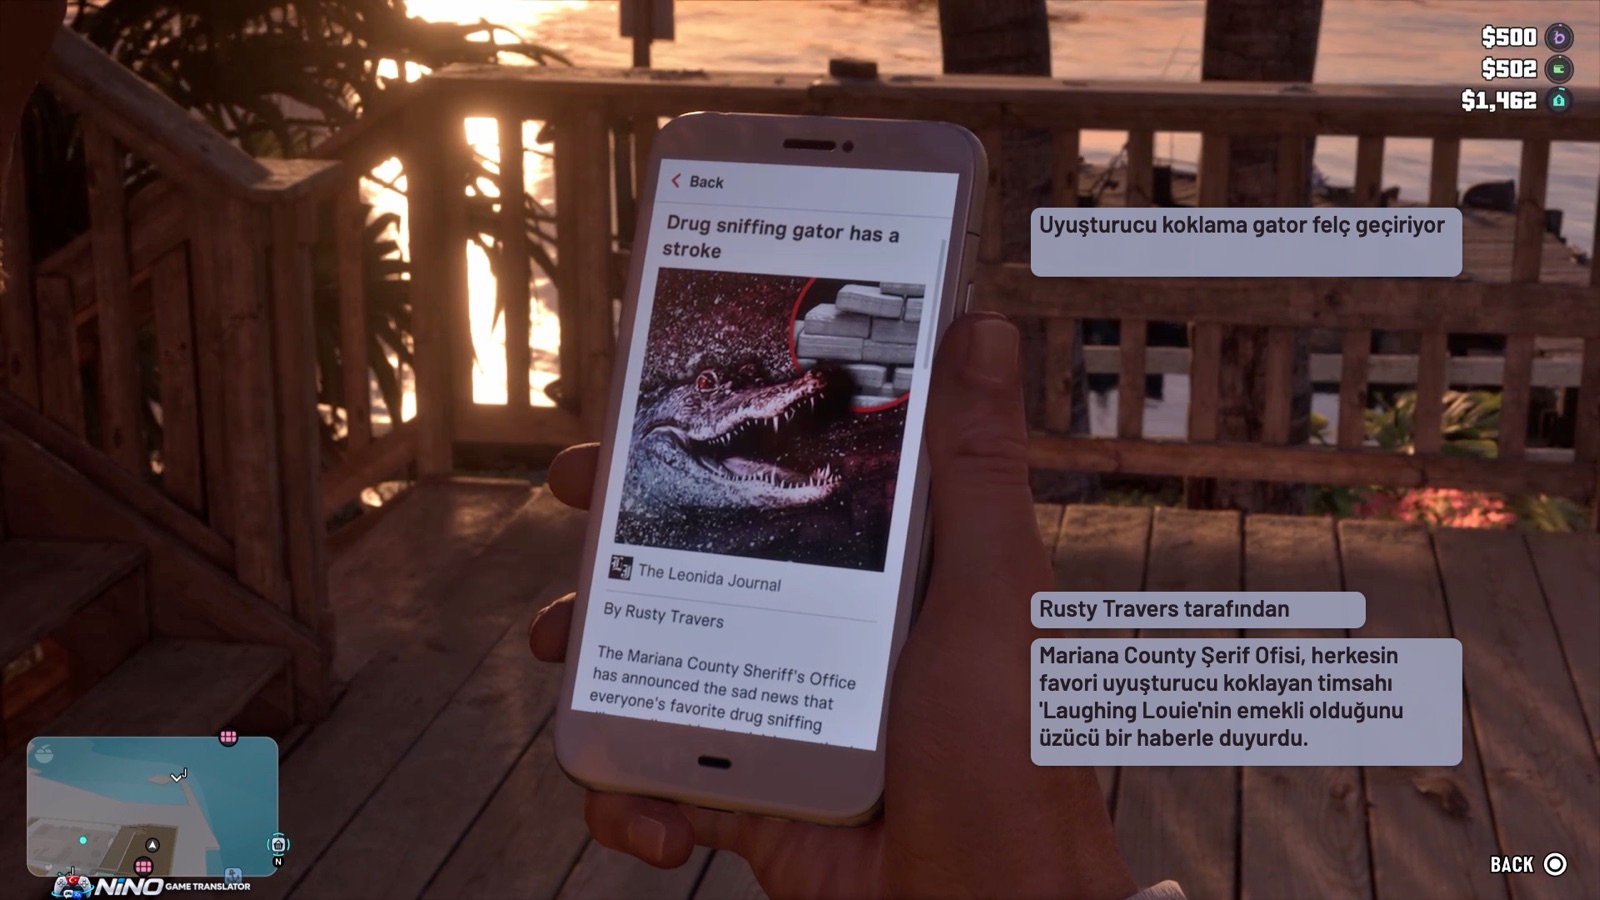 $500
$502
$1,462
Back
Drug sniffing gator has a
stroke
Uyuşturucu koklama gator felç geçiriyor
The Leonida Journal
By Rusty Travers
Rusty Travers tarafından
The Mariana County Sheriff's Office
has announced the sad news that
everyone's favorite drug sniffing
Mariana County Şerif Ofisi, herkesin
favori uyuşturucu koklayan timsahı
'Laughing Louie'nin emekli olduğunu
üzücü bir haberle duyurdu.
N
BACK
NiNO GAME TRANSLATOR